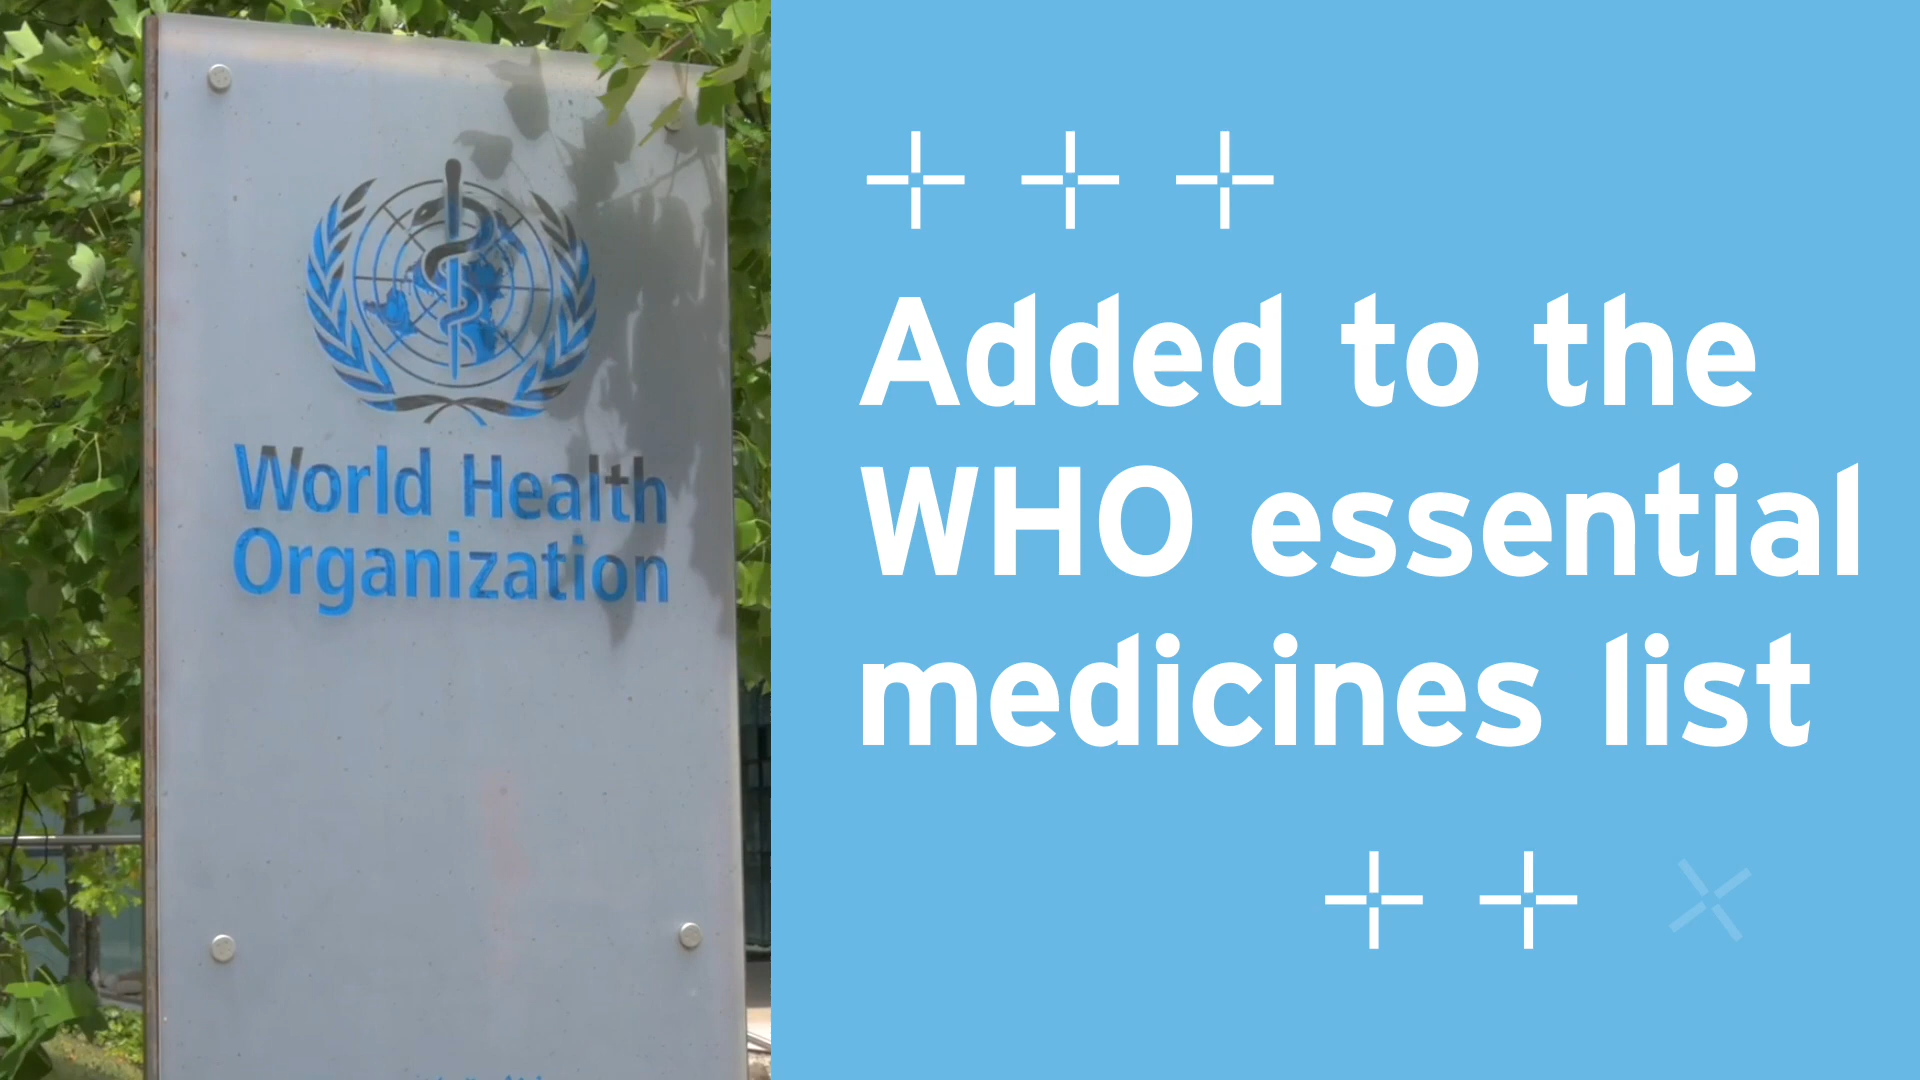 World Health
Organization
Added to the
WHO essential
medicines list